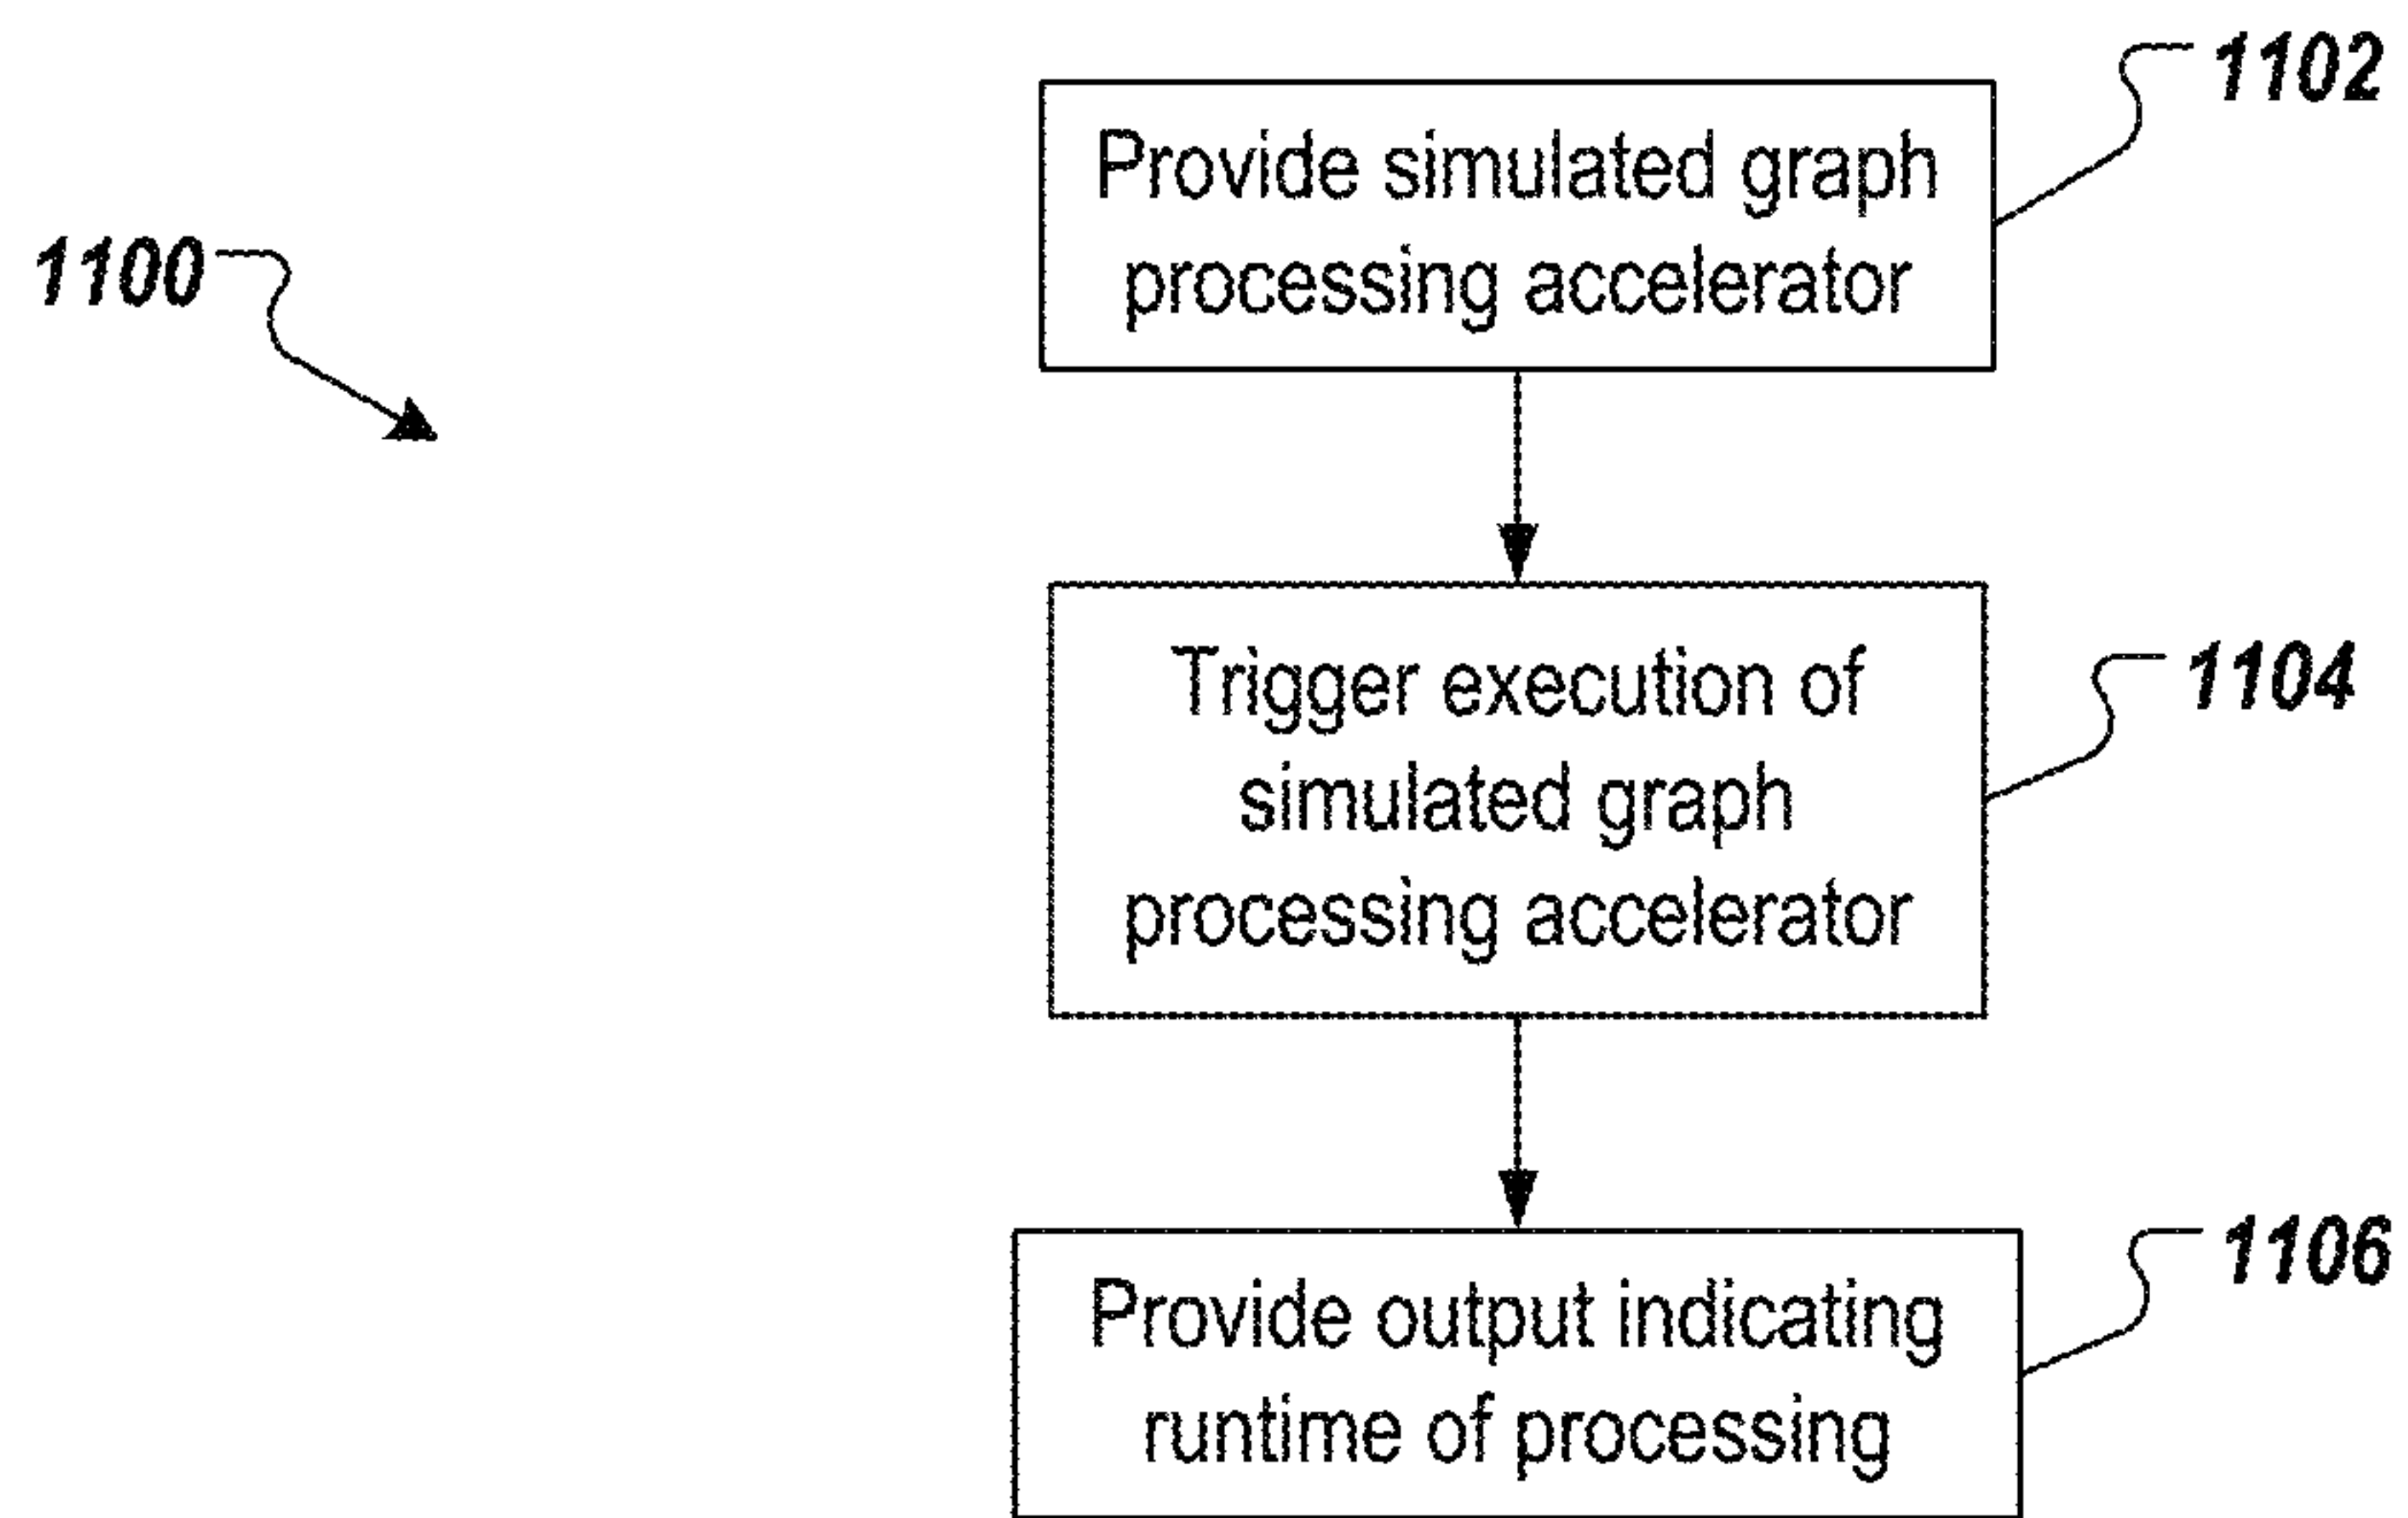 1102
Provide simulated graph
processing accelerator
1100
Trigger execution of
simulated graph
processing accelerator
1104
Provide output indicating
runtime of processing
1106